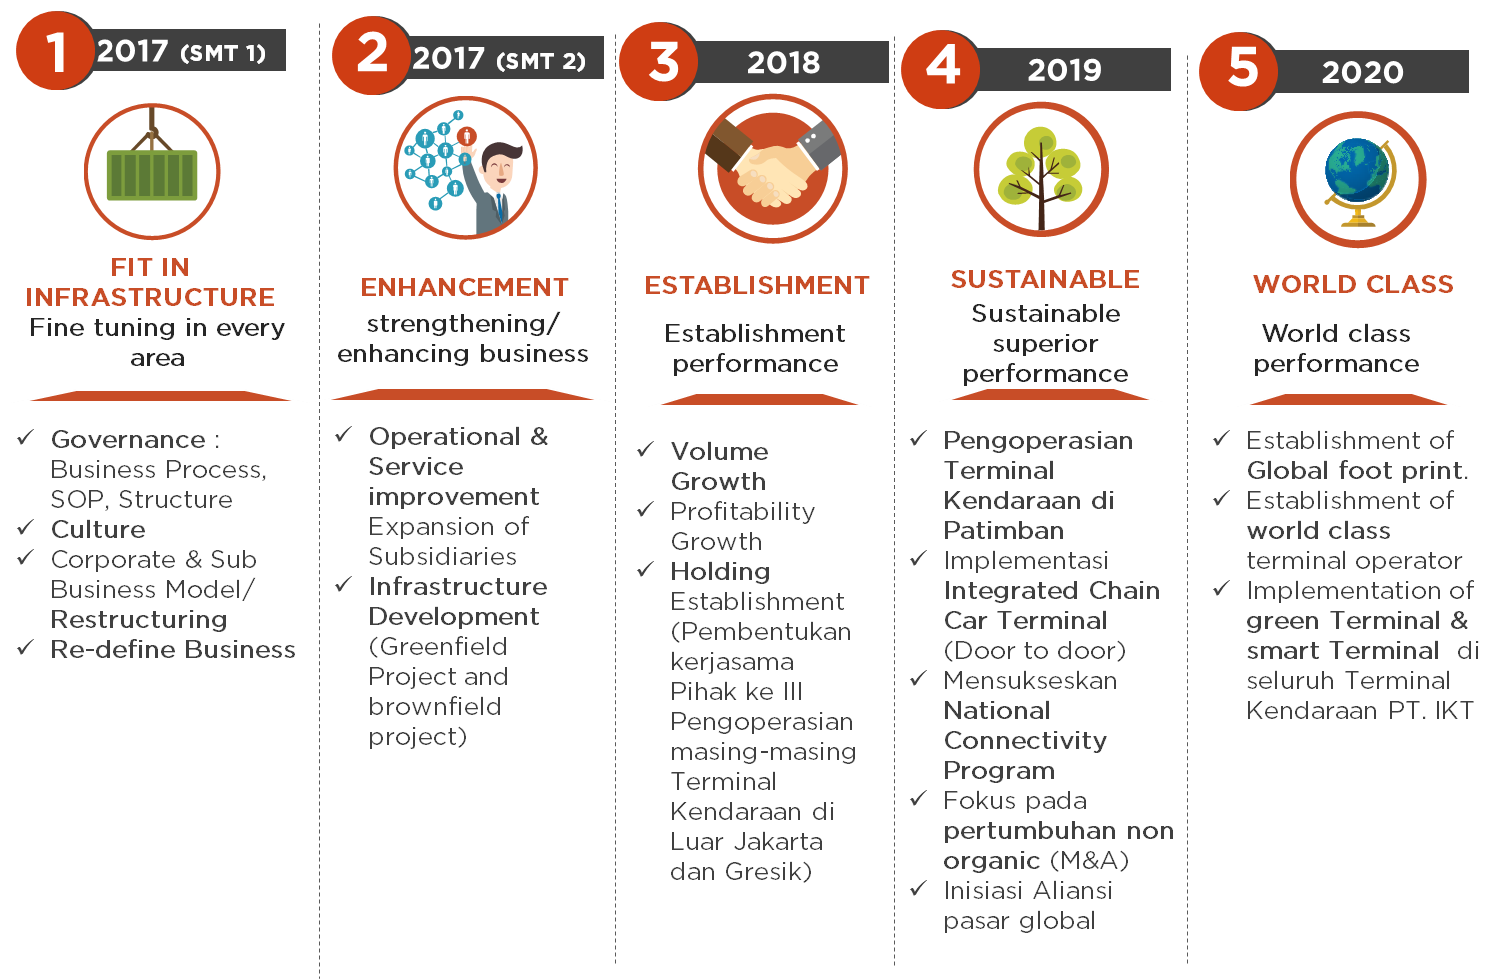 1
2017 (SMT 1)
FIT IN
INFRASTRUCTURE
Fine tuning in every
area
✓ Governance :
Business Process,
SOP, Structure
✓ Culture
✓ Corporate & Sub
Business Model/
Restructuring
✓ Re-define Business
2
2017 (SMT 2)
ENHANCEMENT
strengthening/
enhancing business
✓ Operational &
Service
improvement
Expansion of
Subsidiaries
✓ Infrastructure
Development
(Greenfield
Project and
brownfield
project)
3
2018
ESTABLISHMENT
Establishment
performance
✓ Volume
Growth
✓ Profitability
Growth
✓ Holding
Establishment
(Pembentukan
kerjasama
Pihak ke III
Pengoperasian
masing-masing
Terminal
Kendaraan di
Luar Jakarta
dan Gresik)
4
2019
SUSTAINABLE
Sustainable
superior
performance
✓ Pengoperasian
Terminal
Kendaraan di
Patimban
✓ Implementasi
Integrated Chain
Car Terminal
(Door to door)
✓ Mensukseskan
National
Connectivity
Program
✓ Fokus pada
pertumbuhan non
organic (M&A)
✓ Inisiasi Aliansi
pasar global
5
2020
WORLD CLASS
World class
performance
✓ Establishment of
Global foot print.
✓ Establishment of
world class
terminal operator
✓ Implementation of
green Terminal &
smart Terminal di
seluruh Terminal
Kendaraan PT. IKT